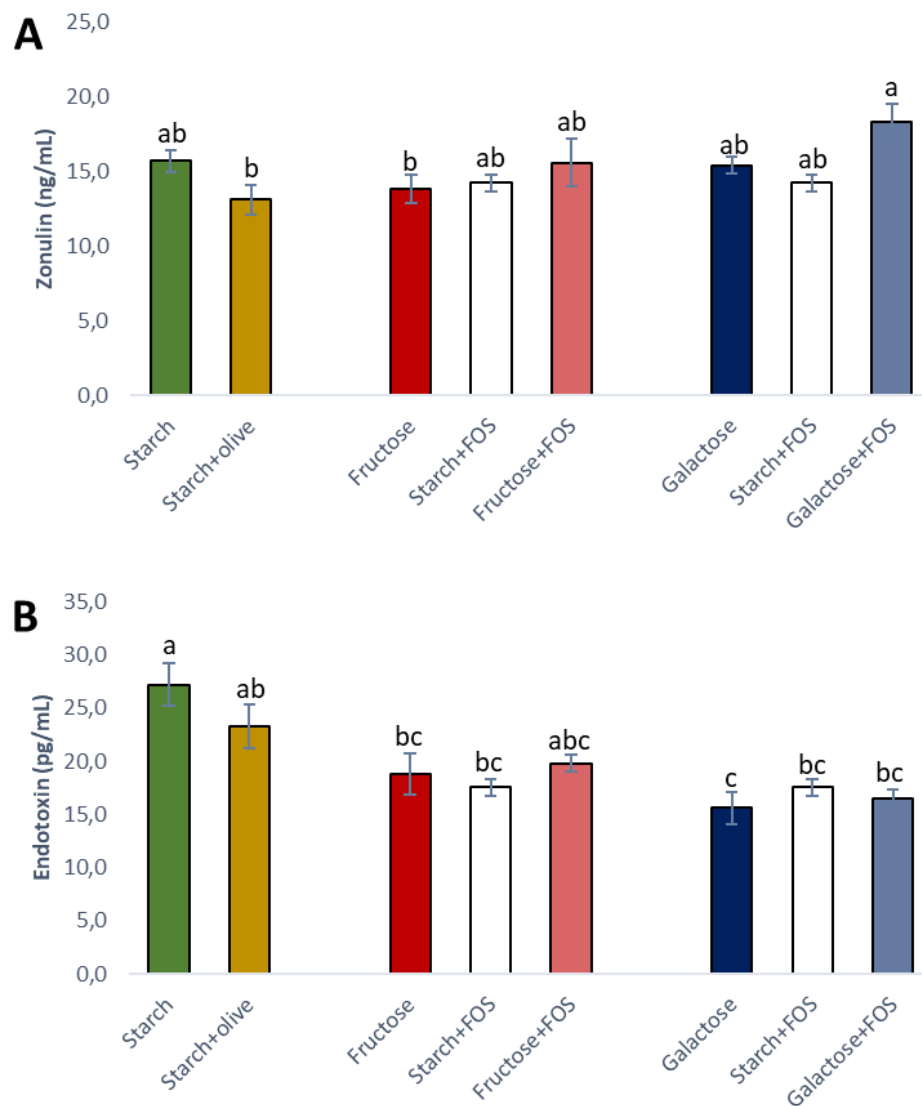 A
25,0
20,0
15,0
10,0
5,0
0,0
Zonulin (ng/mL)
ab
b
b
ab
ab
ab
ab
a
Starch
Starch+olive
Fructose
Starch+FOS
Fructose+FOS
Galactose
Starch+FOS
Galactose+FOS
B
35,0
30,0
25,0
20,0
15,0
10,0
5,0
0,0
Endotoxin (pg/mL)
a
ab
bc
bc
abc
c
bc
bc
Starch
Starch+olive
Fructose
Starch+FOS
Fructose+FOS
Galactose
Starch+FOS
Galactose+FOS